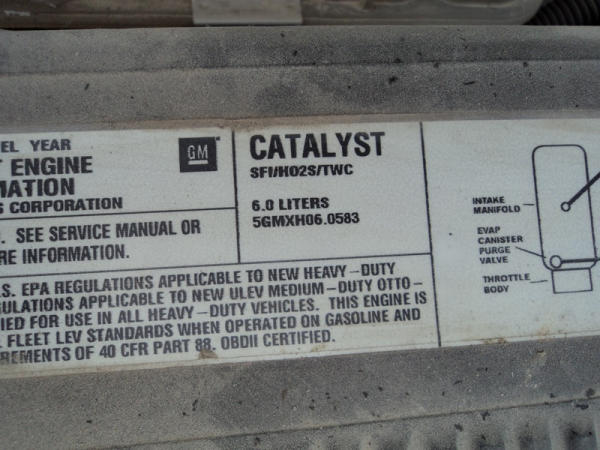 EL YEAR
T ENGINE
MATION
S CORPORATION
. SEE SERVICE MANUAL OR
RE INFORMATION.
GM
CATALYST
SFI/HO2S/TWC
6.0 LITERS
5GMXH06.0583
.S. EPA REGULATIONS APPLICABLE TO NEW HEAVY-DUTY
GULATIONS APPLICABLE TO NEW ULEV MEDIUM-DUTY OTTO-
FIED FOR USE IN ALL HEAVY-DUTY VEHICLES. THIS ENGINE IS
L FLEET LEV STANDARDS WHEN OPERATED ON GASOLINE AND
REMENTS OF 40 CFR PART 88. OBDII CERTIFIED.
INTAKE
MANIFOLD
EVAP
CANISTER
PURGE
VALVE
THROTTLE
BODY